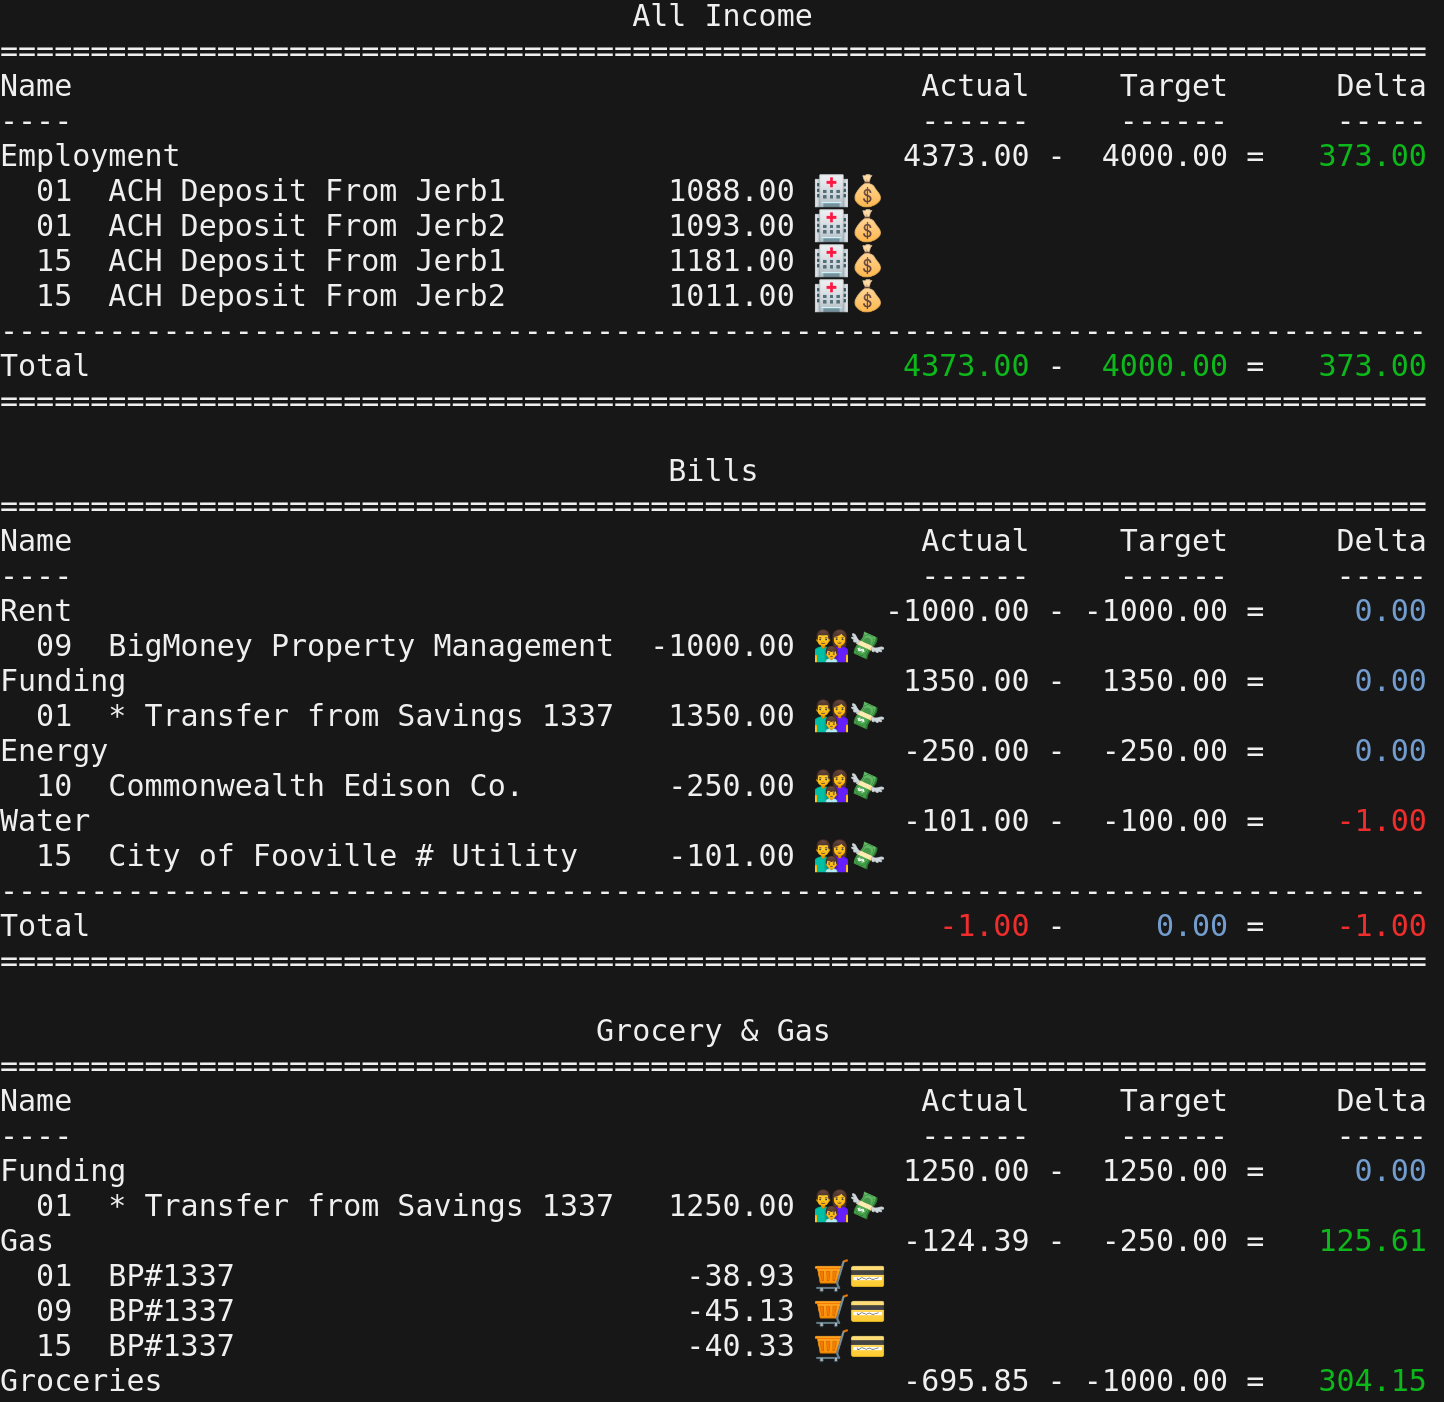 All Income
===============================================================================
Name                                               Actual     Target      Delta
----                                               ------     ------      -----
Employment                                        4373.00 -  4000.00 =   373.00
  01  ACH Deposit From Jerb1         1088.00 🏥💰
  01  ACH Deposit From Jerb2         1093.00 🏥💰
  15  ACH Deposit From Jerb1         1181.00 🏥💰
  15  ACH Deposit From Jerb2         1011.00 🏥💰
-------------------------------------------------------------------------------
Total                                             4373.00 -  4000.00 =   373.00
===============================================================================
Bills
===============================================================================
Name                                               Actual     Target      Delta
----                                               ------     ------      -----
Rent                                             -1000.00 - -1000.00 =     0.00
  09  BigMoney Property Management  -1000.00 👨‍👩‍👦💸
Funding                                           1350.00 -  1350.00 =     0.00
  01  * Transfer from Savings 1337   1350.00 👨‍👩‍👦💸
Energy                                            -250.00 -  -250.00 =     0.00
  10  Commonwealth Edison Co.        -250.00 👨‍👩‍👦💸
Water                                             -101.00 -  -100.00 =    -1.00
  15  City of Fooville # Utility     -101.00 👨‍👩‍👦💸
-------------------------------------------------------------------------------
Total                                               -1.00 -     0.00 =    -1.00
===============================================================================
Grocery & Gas
===============================================================================
Name                                               Actual     Target      Delta
----                                               ------     ------      -----
Funding                                           1250.00 -  1250.00 =     0.00
  01  * Transfer from Savings 1337   1250.00 👨‍👩‍👦💸
Gas                                               -124.39 -  -250.00 =   125.61
  01  BP#1337                         -38.93 🛒💳
  09  BP#1337                         -45.13 🛒💳
  15  BP#1337                         -40.33 🛒💳
Groceries                                         -695.85 - -1000.00 =   304.15